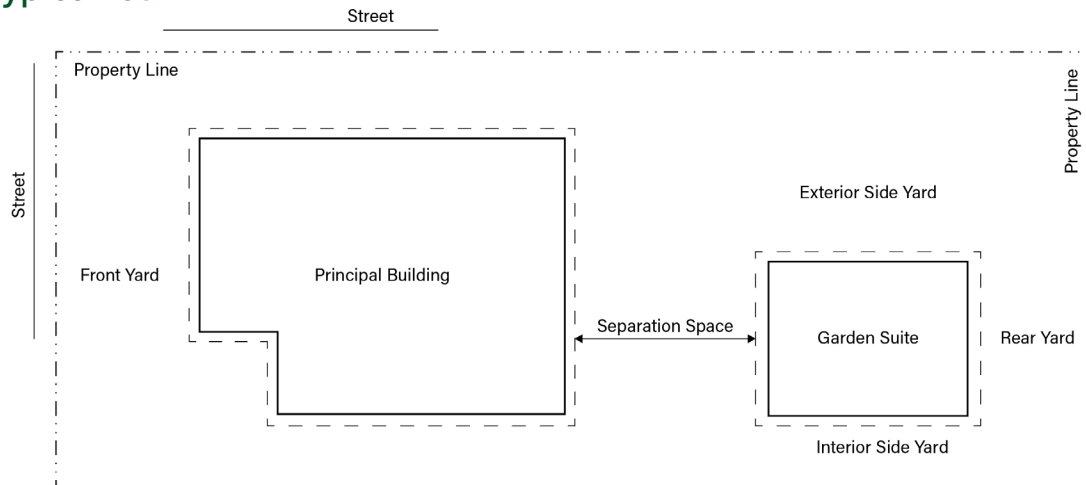 Street
Property Line
Property Line
Street
Exterior Side Yard
Front Yard
Principal Building
Separation Space
Garden Suite
Rear Yard
Interior Side Yard